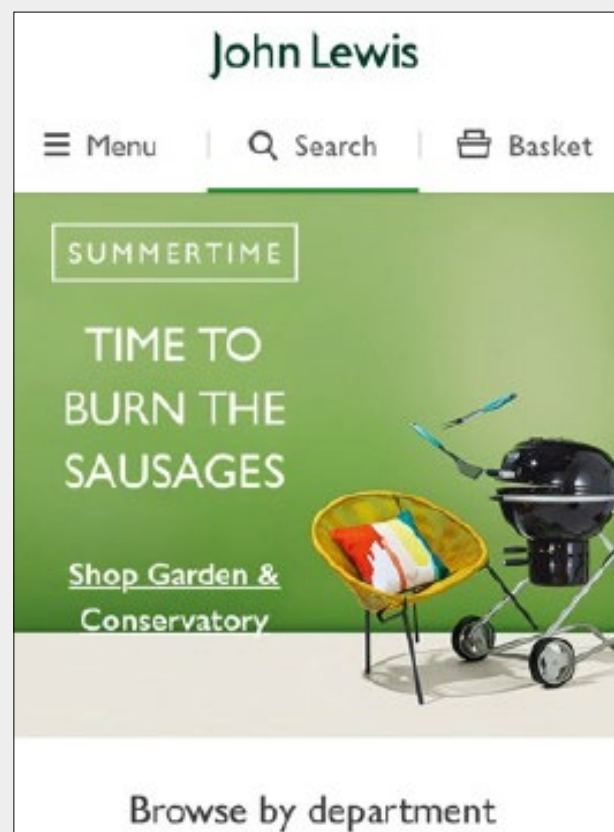 John Lewis
Menu Search Basket
SUMMERTIME
TIME TO
BURN THE
SAUSAGES
Shop Garden &
Conservatory
Browse by department